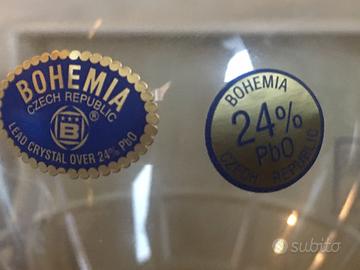 BOHEMIA
CZECH REPUBLIC
B ®
LEAD CRYSTAL OVER 24% PbO
BOHEMIA
24%
PbO
CZECH REPUBLIC
subito